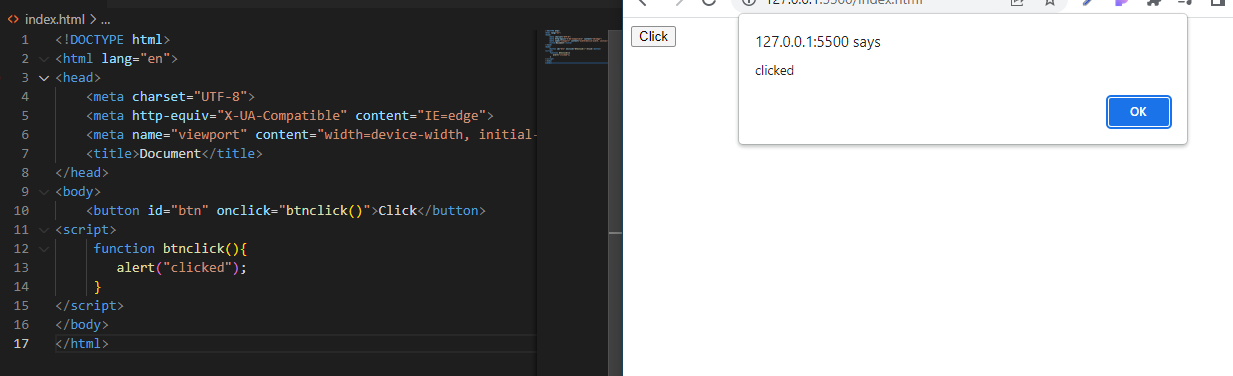 index.html > ...
1 <!DOCTYPE html>
2 <html lang="en">
3 <head>
4 <meta charset="UTF-8">
5 <meta http-equiv="X-UA-Compatible" content="IE=edge">
6 <meta name="viewport" content="width=device-width, initial-
7 <title>Document</title>
8 </head>
9 <body>
10 <button id="btn" onclick="btnclick()">Click</button>
11 <script>
12 function btnclick(){
13 alert("clicked");
14 }
15 </script>
16 </body>
17 </html>
127.0.0.1:5500/index.html
Click
127.0.0.1:5500 says
clicked
OK